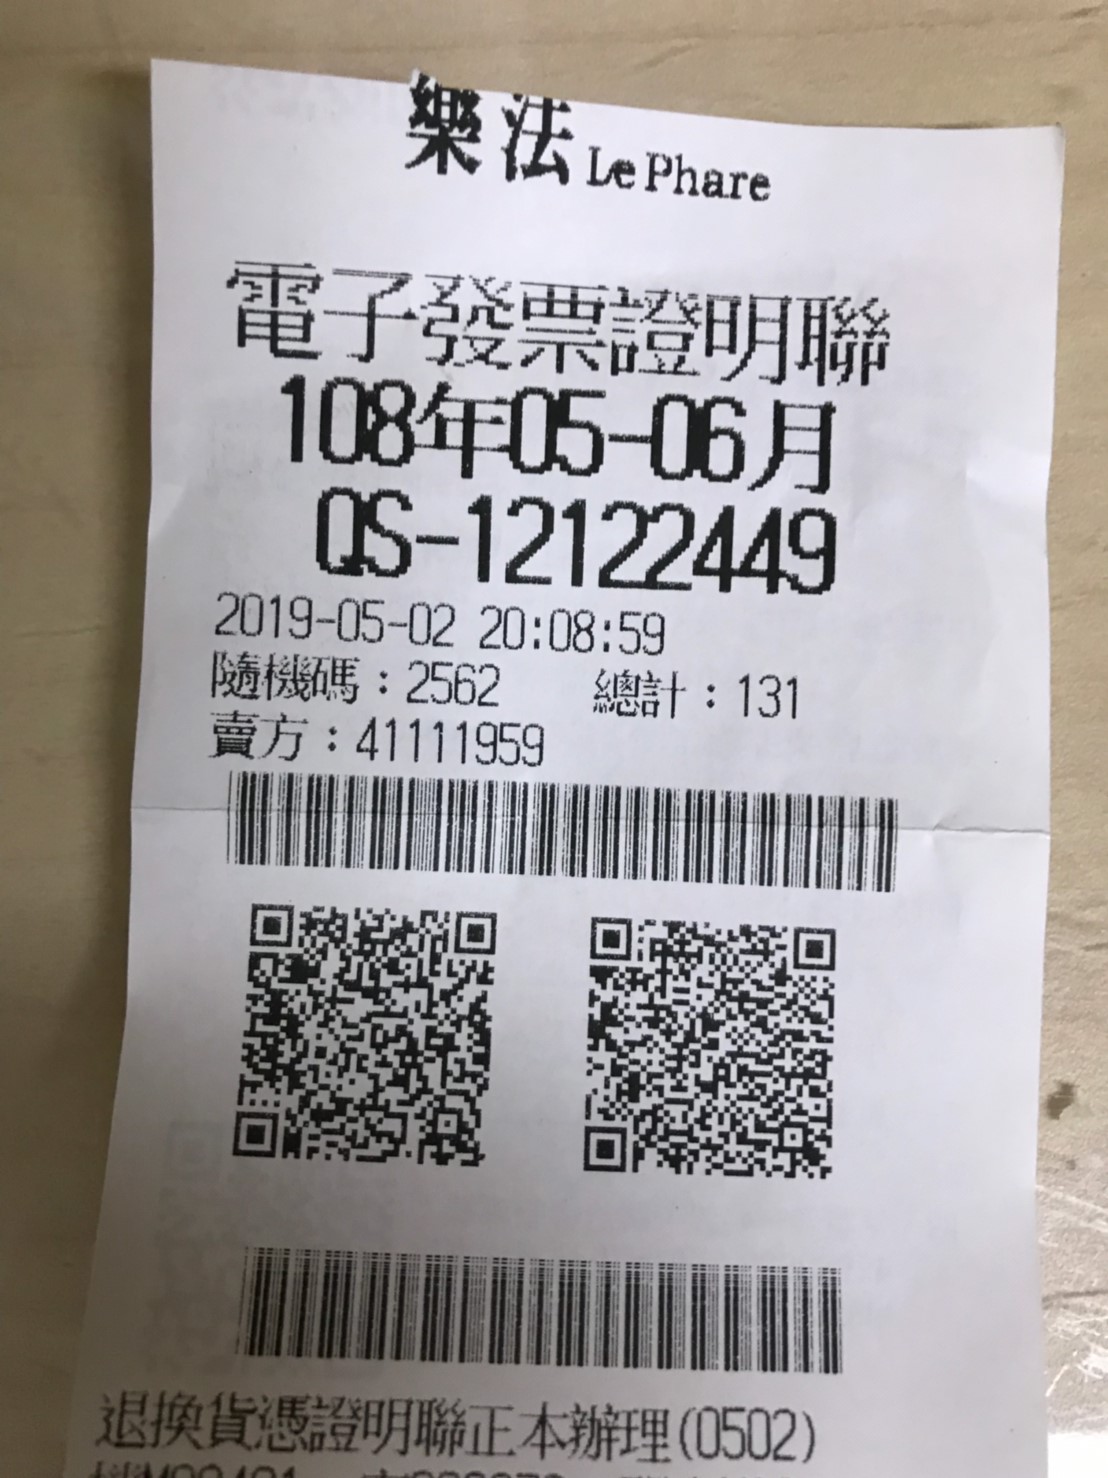 樂法 Le Phare
電子發票證明聯
108年05-06月
QS-12122449
2019-05-02 20:08:59
隨機碼：2562 總計：131
賣方：41111959
退換貨憑證明聯正本辦理(0502)